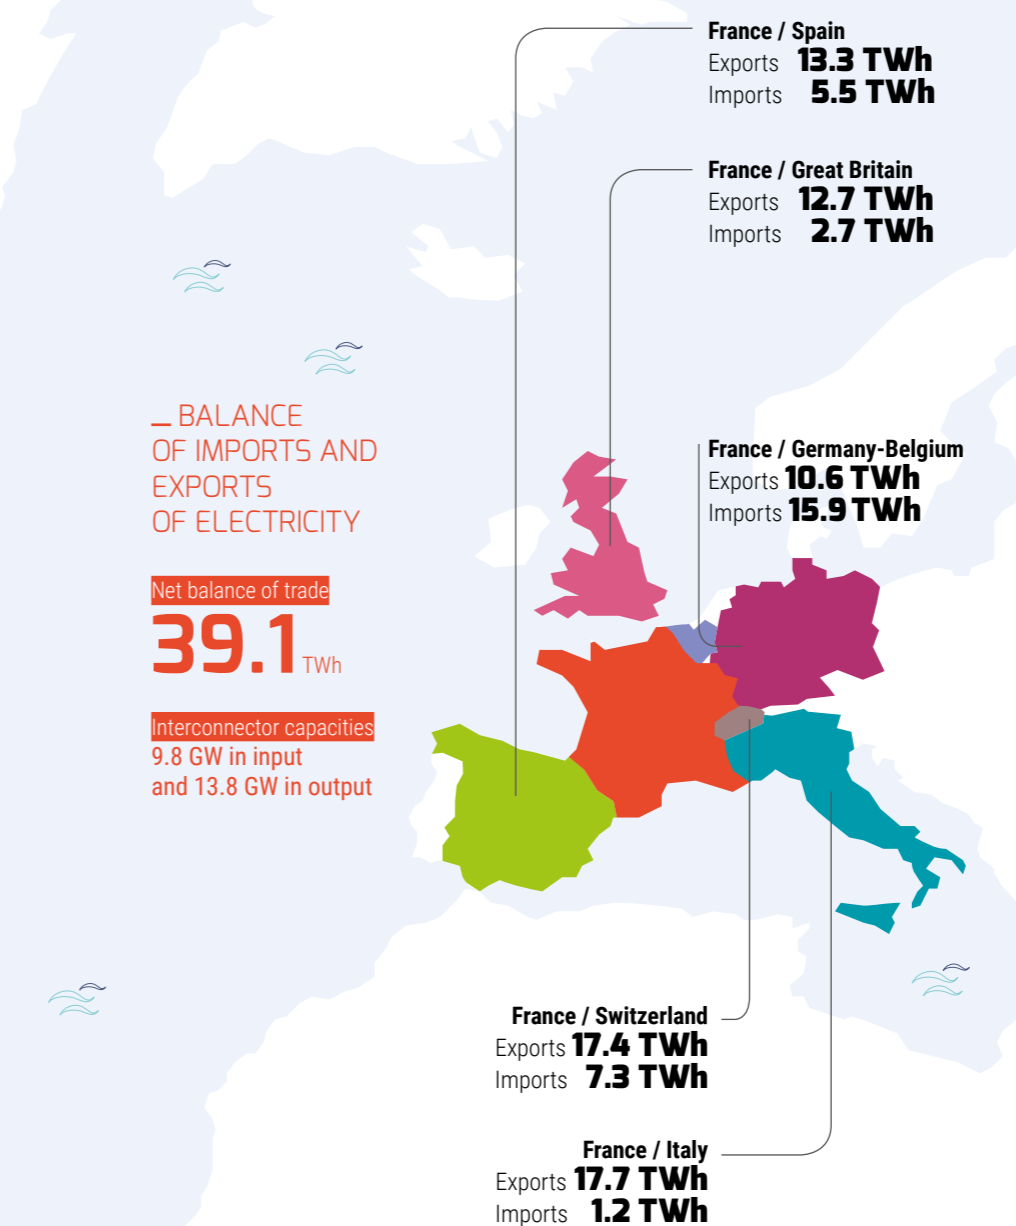 France / Spain
Exports 13.3 TWh
Imports 5.5 TWh
France / Great Britain
Exports 12.7 TWh
Imports 2.7 TWh
_ BALANCE
OF IMPORTS AND
EXPORTS
OF ELECTRICITY
Net balance of trade
39.1 TWh
Interconnector capacities
9.8 GW in input
and 13.8 GW in output
France / Germany-Belgium
Exports 10.6 TWh
Imports 15.9 TWh
France / Switzerland
Exports 17.4 TWh
Imports 7.3 TWh
France / Italy
Exports 17.7 TWh
Imports 1.2 TWh